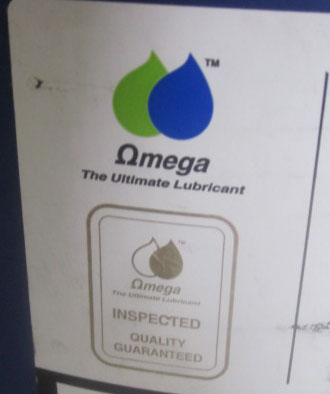 TM
Ωmega
The Ultimate Lubricant
TM
Ωmega
The Ultimate Lubricant
INSPECTED
QUALITY
GUARANTEED